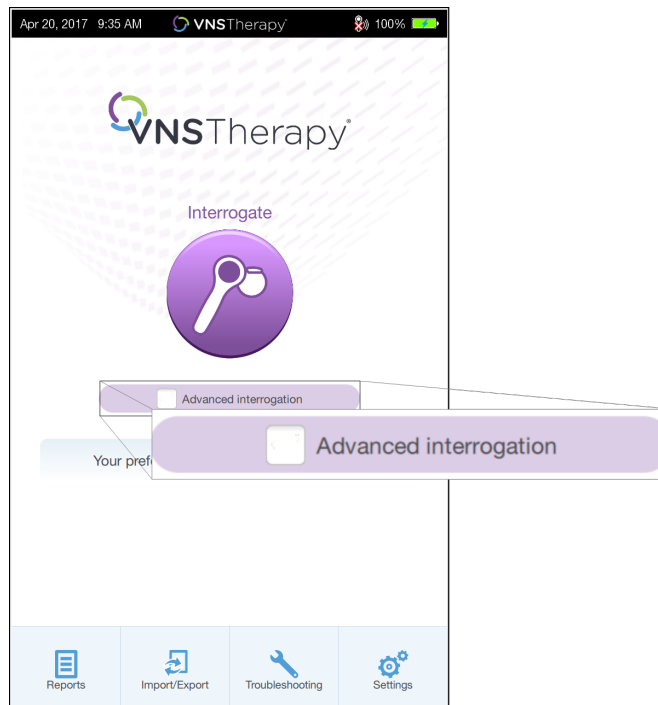 Apr 20, 2017 9:35 AM VNSTherapy® 100%
VNSTherapy®
Interrogate
Advanced interrogation
Advanced interrogation
Your pref
Reports Import/Export Troubleshooting Settings